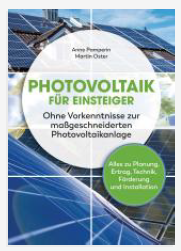 Anna Pamperin
Martin Oster
PHOTOVOLTAIK
FÜR EINSTEIGER
Ohne Vorkenntnisse zur
maßgeschneiderten
Photovoltaikanlage
Alles zu Planung,
Ertrag, Technik,
Förderung
und Installation